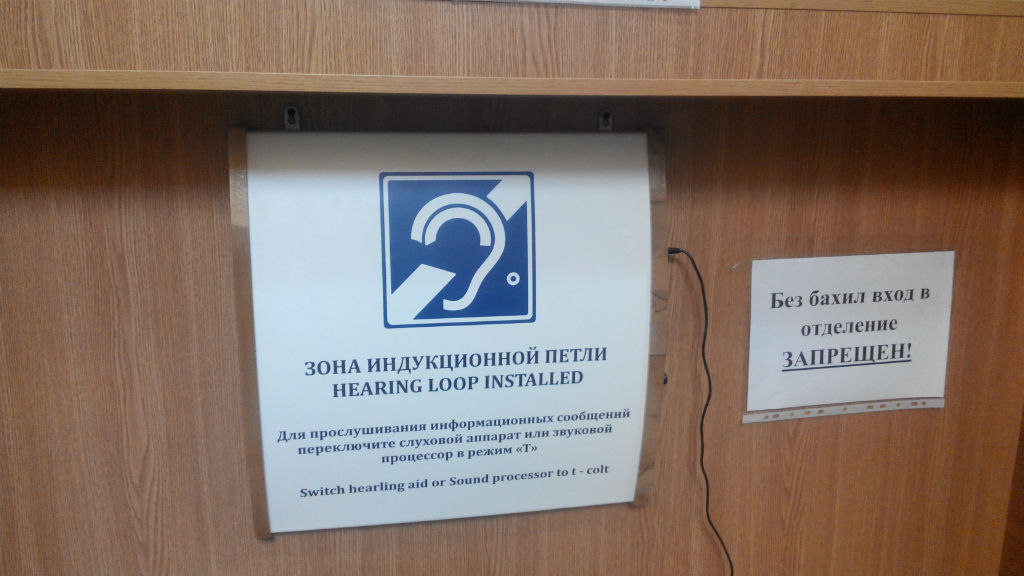 ЗОНА ИНДУКЦИОННОЙ ПЕТЛИ
HEARING LOOP INSTALLED
Для прослушивания информационных сообщений
переключите слуховой аппарат или звуковой
процессор в режим «Т»
Switch hearling aid or Sound processor to t - colt
Без бахил вход в
отделение
ЗАПРЕЩЕН!